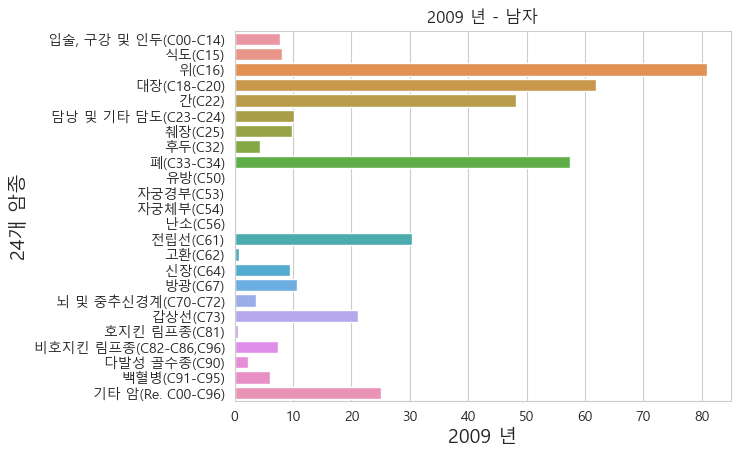 2009 년 - 남자
24개 암종
입술, 구강 및 인두(C00-C14)
식도(C15)
위(C16)
대장(C18-C20)
간(C22)
담낭 및 기타 담도(C23-C24)
췌장(C25)
후두(C32)
폐(C33-C34)
유방(C50)
자궁경부(C53)
자궁체부(C54)
난소(C56)
전립선(C61)
고환(C62)
신장(C64)
방광(C67)
뇌 및 중추신경계(C70-C72)
갑상선(C73)
호지킨 림프종(C81)
비호지킨 림프종(C82-C86,C96)
다발성 골수종(C90)
백혈병(C91-C95)
기타 암(Re. C00-C96)
0 10 20 30 40 50 60 70 80
2009 년